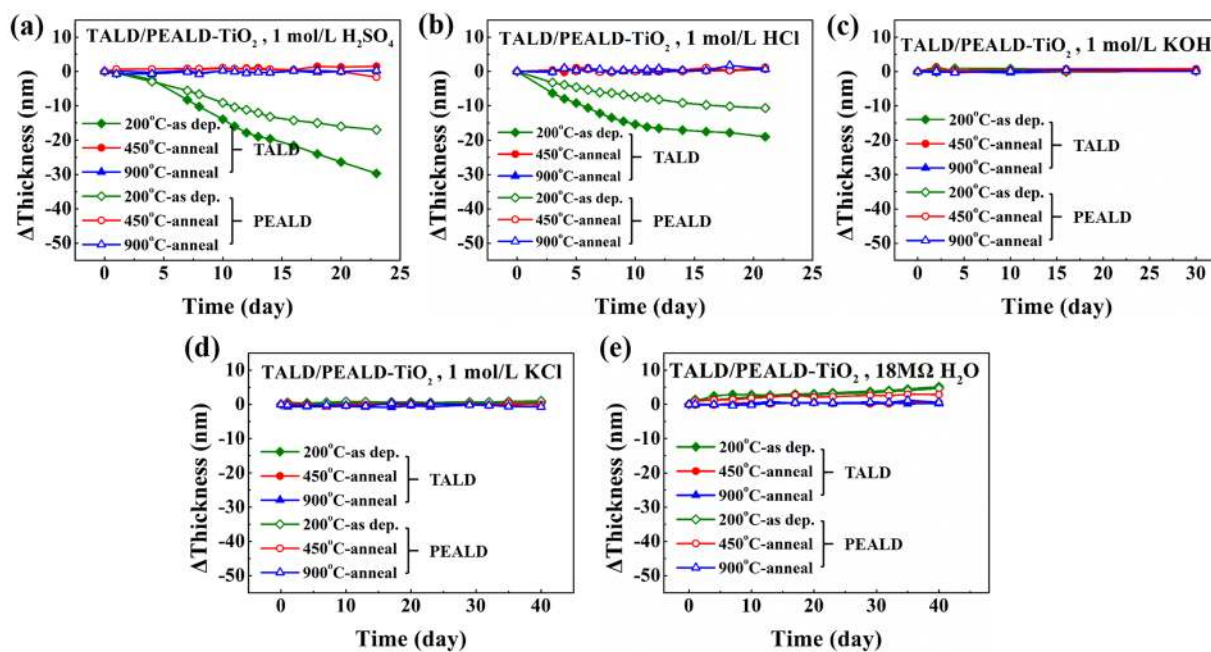 (a)
TALD/PEALD-TiO₂ , 1 mol/L H₂SO₄
10
0
-10
-20
-30
-40
-50
ΔThickness (nm)
200°C-as dep.
450°C-anneal
900°C-anneal
TALD
200°C-as dep.
450°C-anneal
900°C-anneal
PEALD
0 5 10 15 20 25
Time (day)
(b)
TALD/PEALD-TiO₂ , 1 mol/L HCl
10
0
-10
-20
-30
-40
-50
ΔThickness (nm)
200°C-as dep.
450°C-anneal
900°C-anneal
TALD
200°C-as dep.
450°C-anneal
900°C-anneal
PEALD
0 5 10 15 20 25
Time (day)
(c)
TALD/PEALD-TiO₂ , 1 mol/L KOH
10
0
-10
-20
-30
-40
-50
ΔThickness (nm)
200°C-as dep.
450°C-anneal
900°C-anneal
TALD
200°C-as dep.
450°C-anneal
900°C-anneal
PEALD
0 5 10 15 20 25 30
Time (day)
(d)
TALD/PEALD-TiO₂ , 1 mol/L KCl
10
0
-10
-20
-30
-40
-50
ΔThickness (nm)
200°C-as dep.
450°C-anneal
900°C-anneal
TALD
200°C-as dep.
450°C-anneal
900°C-anneal
PEALD
0 10 20 30 40
Time (day)
(e)
TALD/PEALD-TiO₂ , 18MΩ H₂O
10
0
-10
-20
-30
-40
-50
ΔThickness (nm)
200°C-as dep.
450°C-anneal
900°C-anneal
TALD
200°C-as dep.
450°C-anneal
900°C-anneal
PEALD
0 10 20 30 40
Time (day)